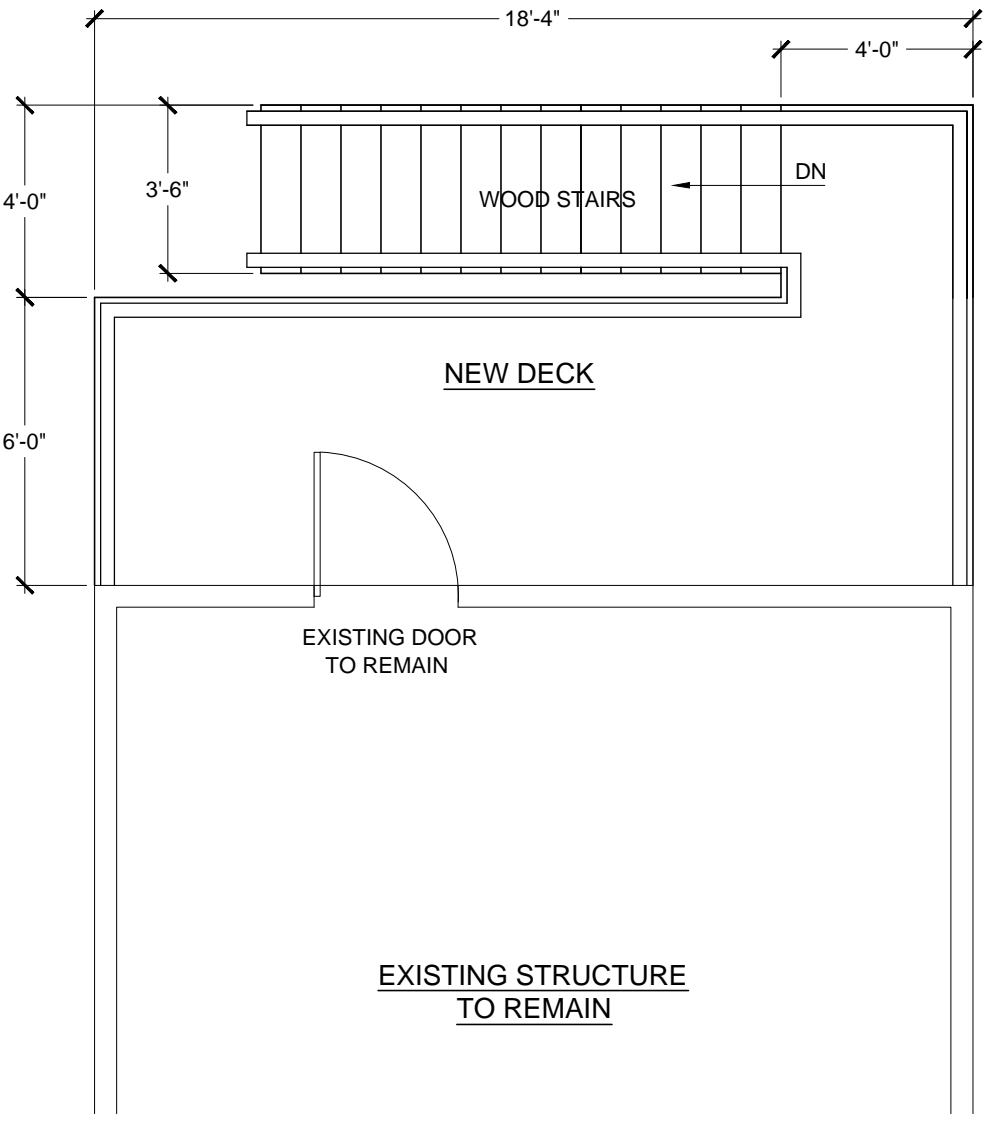 18'-4"
4'-0"
DN
3'-6"
4'-0"
WOOD STAIRS
NEW DECK
6'-0"
EXISTING DOOR
TO REMAIN
EXISTING STRUCTURE
TO REMAIN